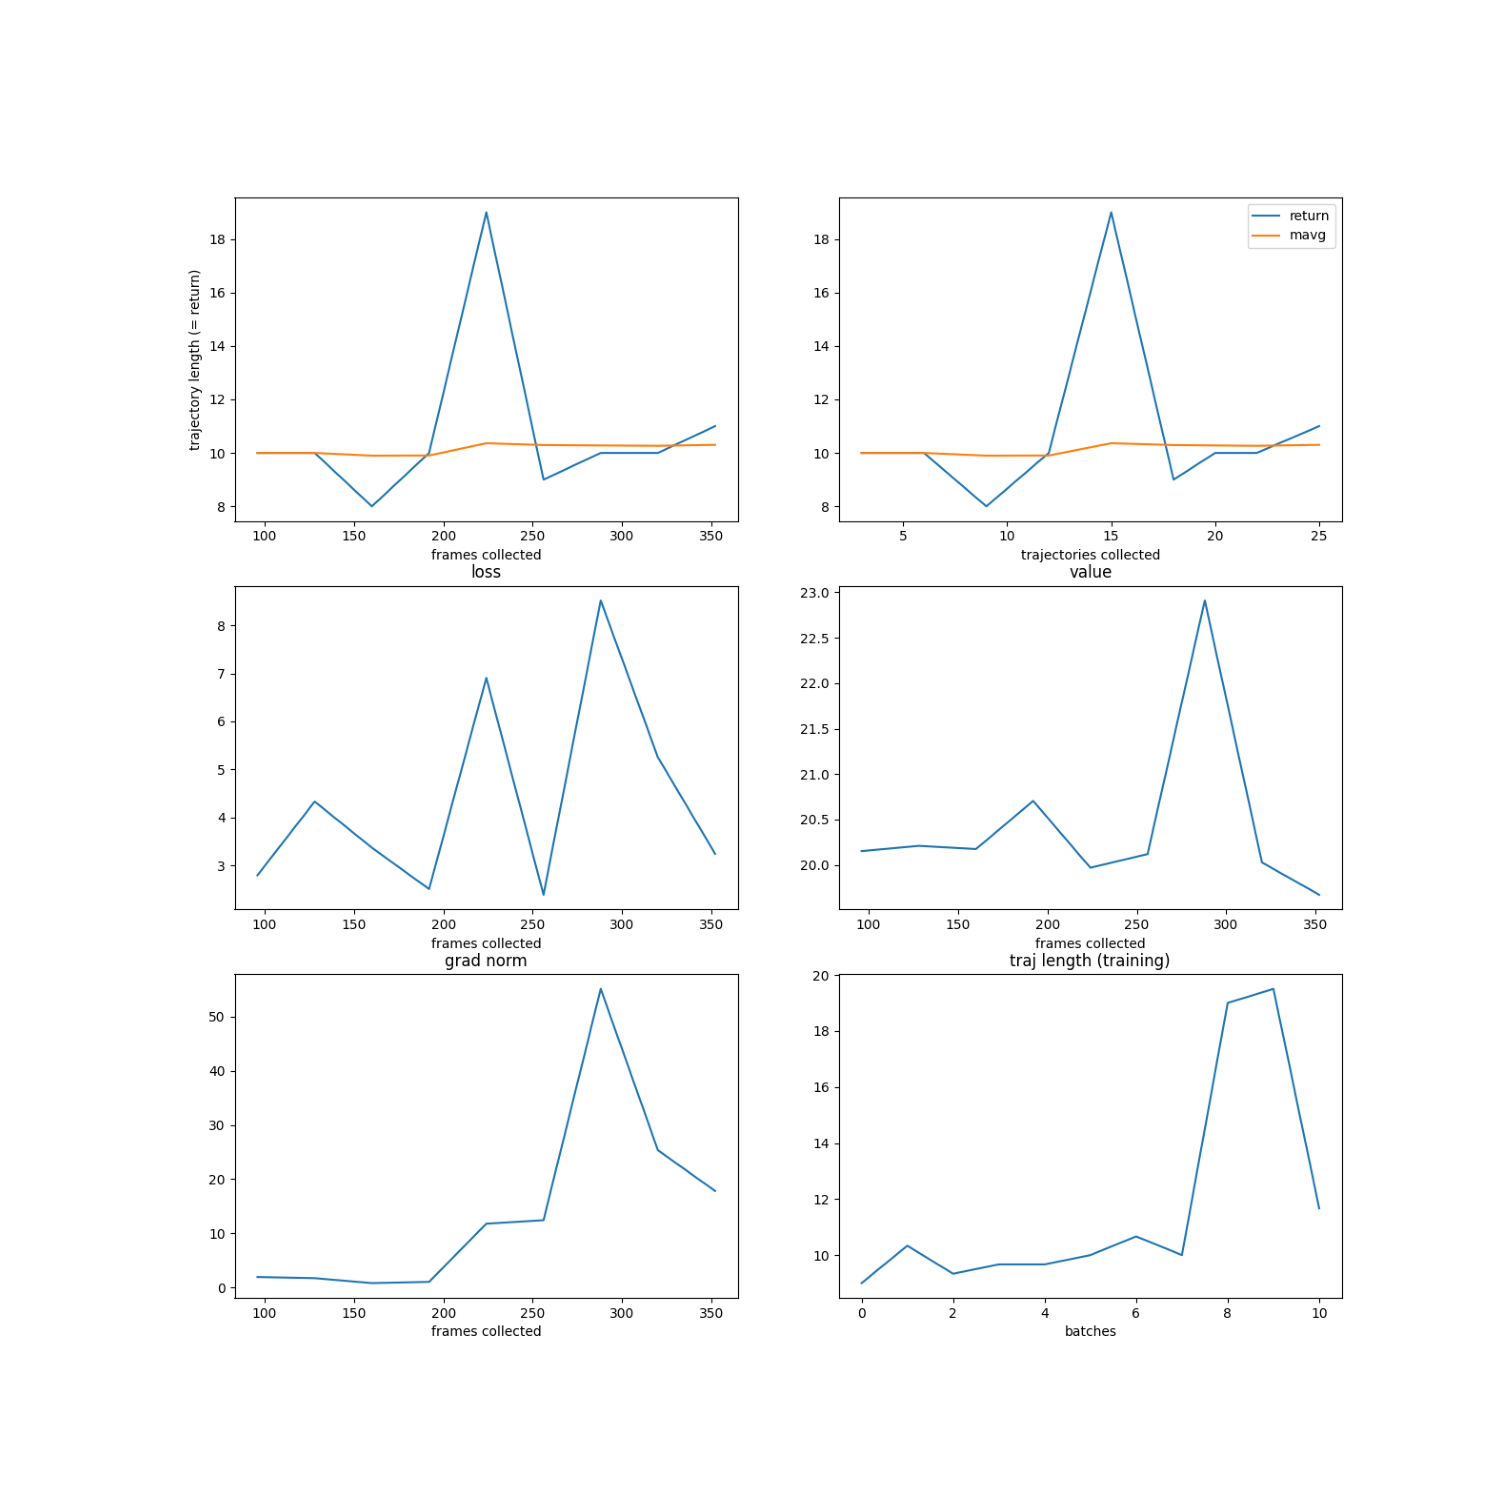 trajectory length (= return)
18
16
14
12
10
8
100 150 200 250 300 350
frames collected
return
mavg
18
16
14
12
10
8
5 10 15 20 25
trajectories collected
loss
8
7
6
5
4
3
100 150 200 250 300 350
frames collected
value
23.0
22.5
22.0
21.5
21.0
20.5
20.0
100 150 200 250 300 350
frames collected
grad norm
50
40
30
20
10
0
100 150 200 250 300 350
frames collected
traj length (training)
20
18
16
14
12
10
0 2 4 6 8 10
batches